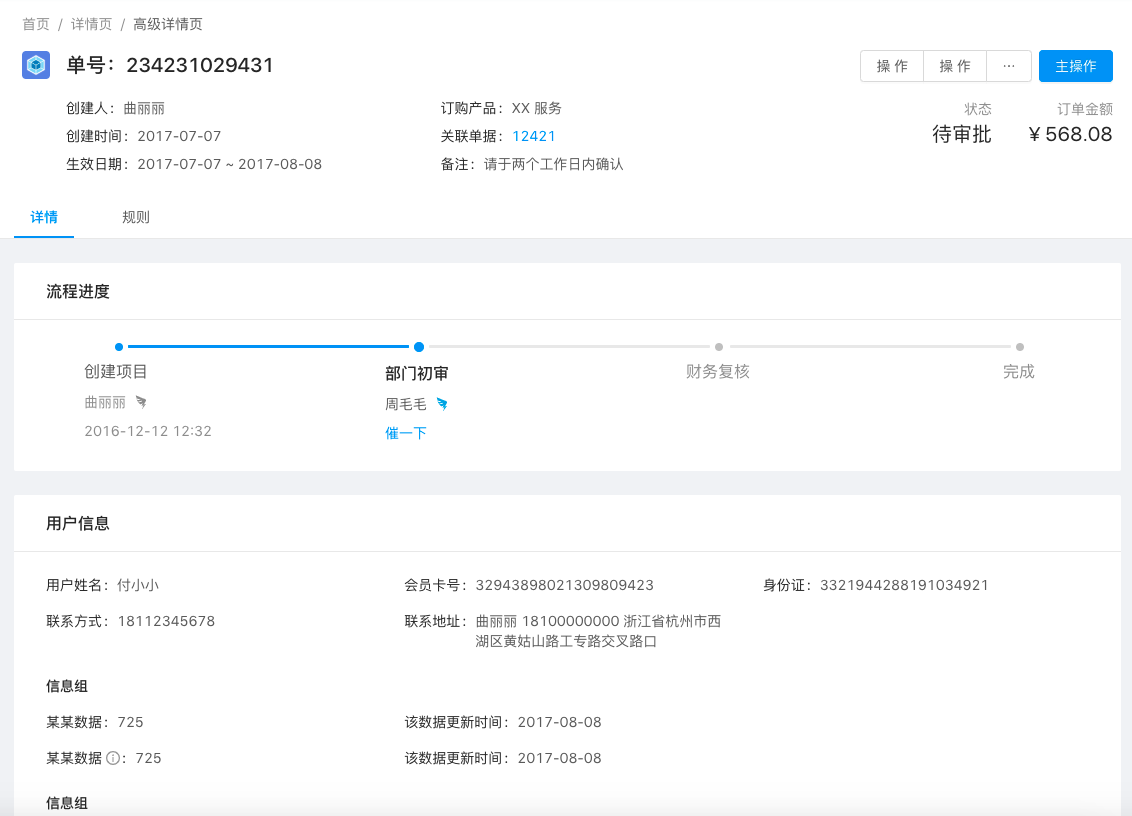 首页 / 详情页 / 高级详情页
单号：234231029431
操 作 操 作 ··· 主操作
创建人：曲丽丽 订购产品：XX 服务 状态 订单金额
创建时间：2017-07-07 关联单据：12421 待审批 ¥ 568.08
生效日期：2017-07-07 ~ 2017-08-08 备注：请于两个工作日内确认
详情 规则
流程进度
创建项目 部门初审 财务复核 完成
曲丽丽 周毛毛
2016-12-12 12:32 催一下
用户信息
用户姓名：付小小 会员卡号：32943898021309809423 身份证：3321944288191034921
联系方式：18112345678 联系地址：曲丽丽 18100000000 浙江省杭州市西
湖区黄姑山路工专路交叉路口
信息组
某某数据：725 该数据更新时间：2017-08-08
某某数据 ⓘ：725 该数据更新时间：2017-08-08
信息组